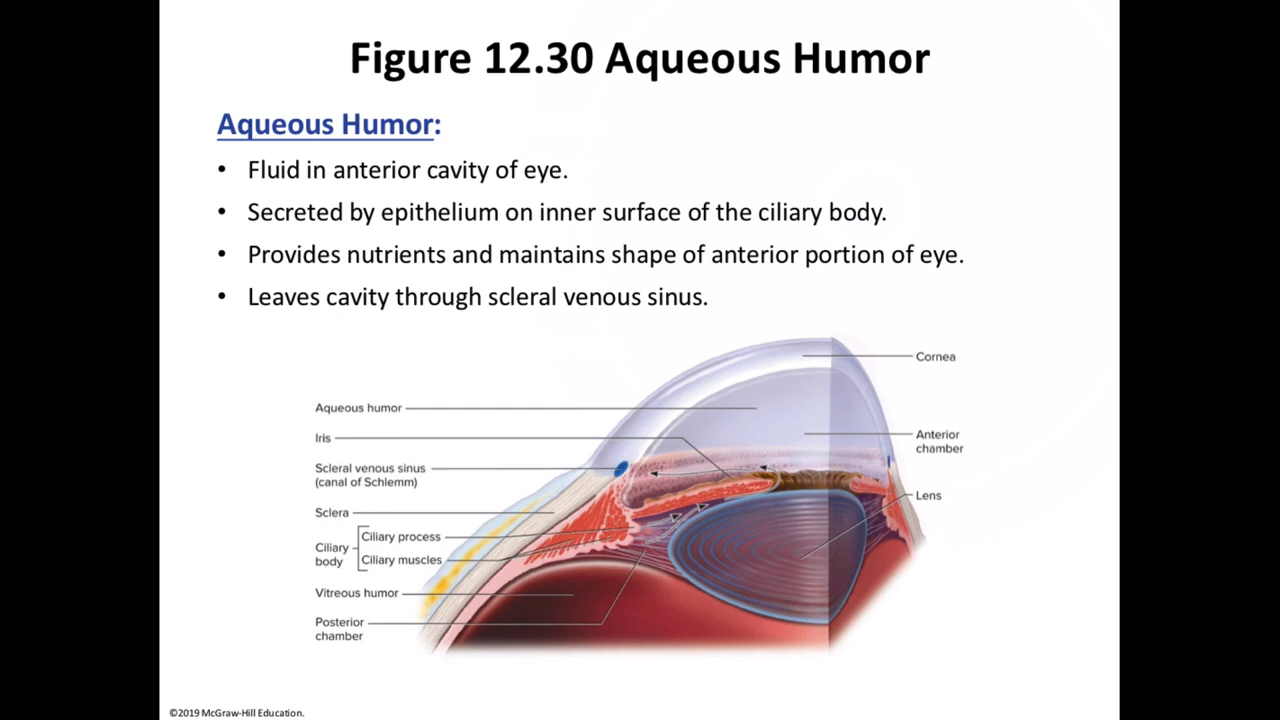 Figure 12.30 Aqueous Humor
Aqueous Humor:
• Fluid in anterior cavity of eye.
• Secreted by epithelium on inner surface of the ciliary body.
• Provides nutrients and maintains shape of anterior portion of eye.
• Leaves cavity through scleral venous sinus.
Aqueous humor
Iris
Scleral venous sinus
(canal of Schlemm)
Sclera
Ciliary
body
Ciliary process
Ciliary muscles
Vitreous humor
Posterior
chamber
Cornea
Anterior
chamber
Lens
©2019 McGraw-Hill Education.